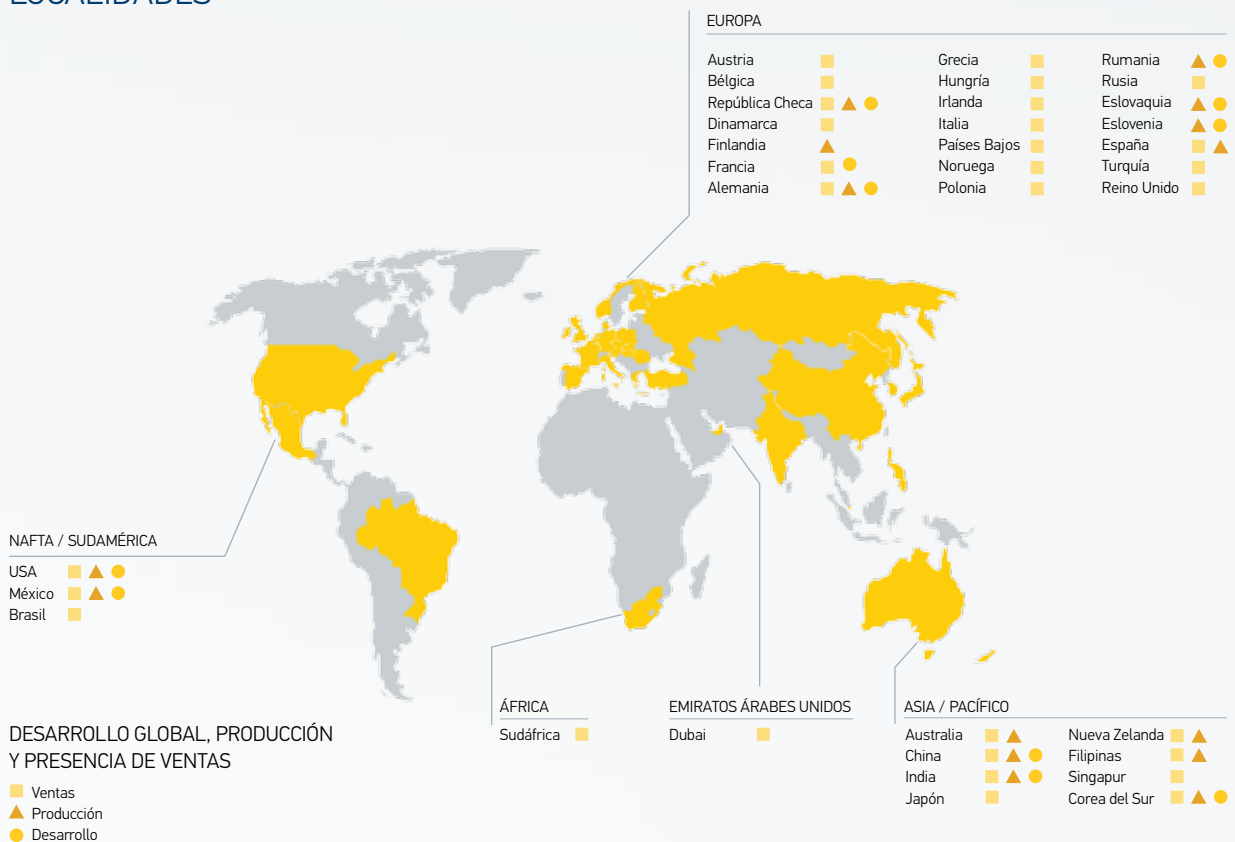 LOCALIDADES
EUROPA
Austria
Bélgica
República Checa
Dinamarca
Finlandia
Francia
Alemania
Grecia
Hungría
Irlanda
Italia
Países Bajos
Noruega
Polonia
Rumania
Rusia
Eslovaquia
Eslovenia
España
Turquía
Reino Unido
NAFTA / SUDAMÉRICA
USA
México
Brasil
ÁFRICA
Sudáfrica
EMIRATOS ÁRABES UNIDOS
Dubai
ASIA / PACÍFICO
Australia
China
India
Japón
Nueva Zelanda
Filipinas
Singapur
Corea del Sur
DESARROLLO GLOBAL, PRODUCCIÓN
Y PRESENCIA DE VENTAS
Ventas
Producción
Desarrollo